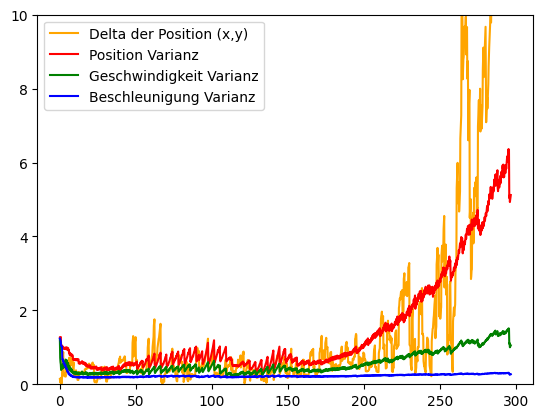 10
8
6
4
2
0
Delta der Position (x,y)
Position Varianz
Geschwindigkeit Varianz
Beschleunigung Varianz
0 50 100 150 200 250 300